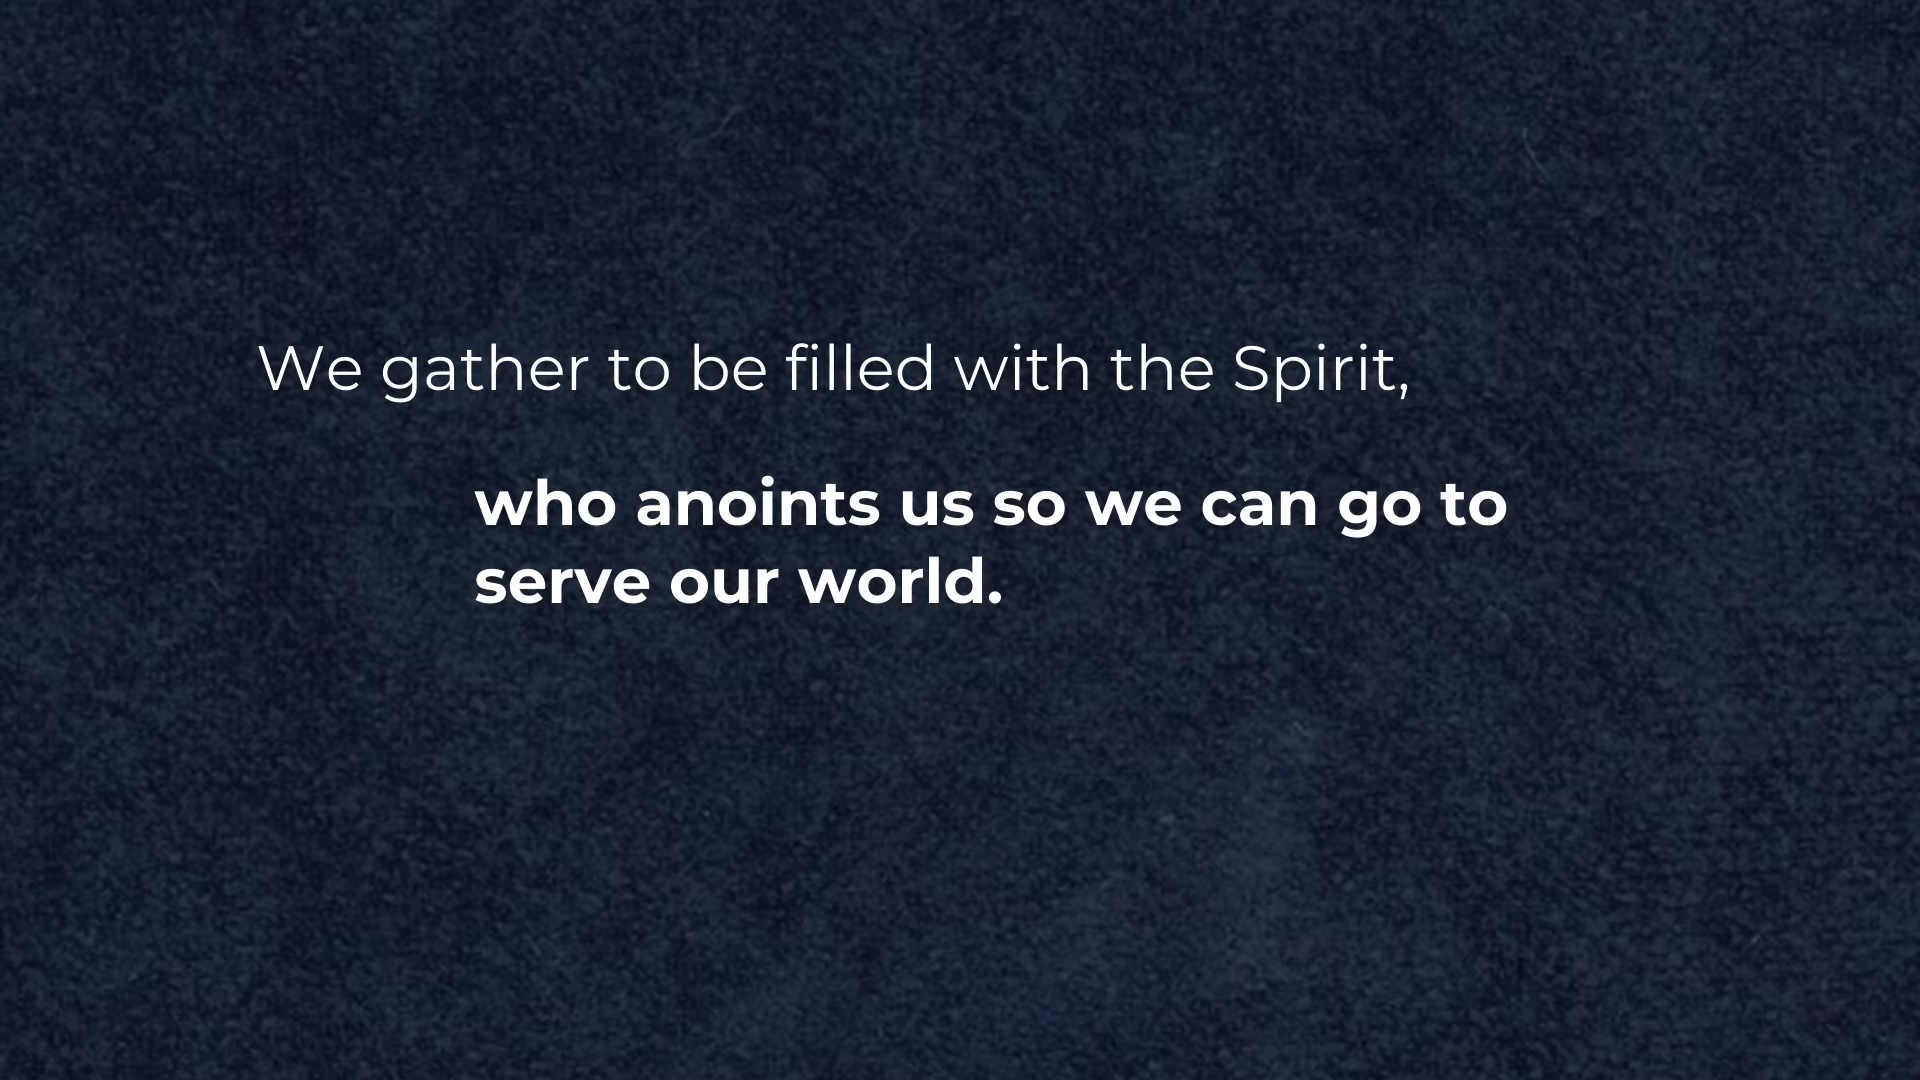 We gather to be filled with the Spirit,
who anoints us so we can go to
serve our world.